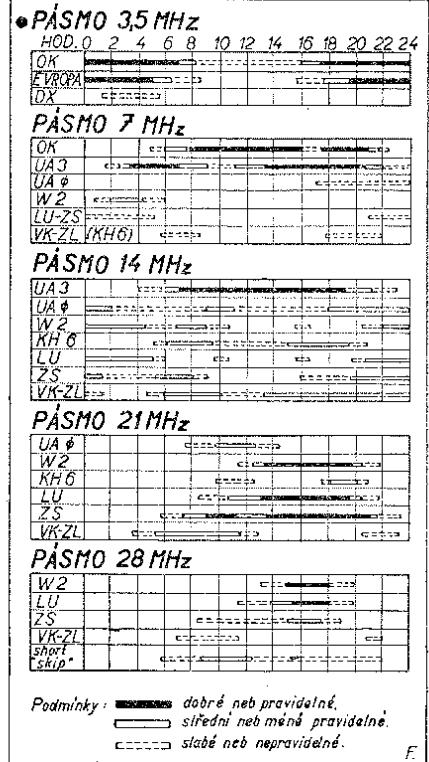 PÁSMO 3,5 MHz
HOD. 0 2 4 6 8 10 12 14 16 18 20 22 24
OK
EVROPA
DX
PÁSMO 7 MHz
OK
UA3
UAφ
W2
LU-ZS
VK-ZL (KH6)
PÁSMO 14 MHz
UA3
UAφ
W2
KH6
LU
ZS
VK-ZL
PÁSMO 21 MHz
UAφ
W2
KH6
LU
ZS
VK-ZL
PÁSMO 28 MHz
W2
LU
ZS
VK-ZL
short
"skip"
Podmínky: dobré neb pravidelné.
střední neb méně pravidelné.
slabé neb nepravidelné.